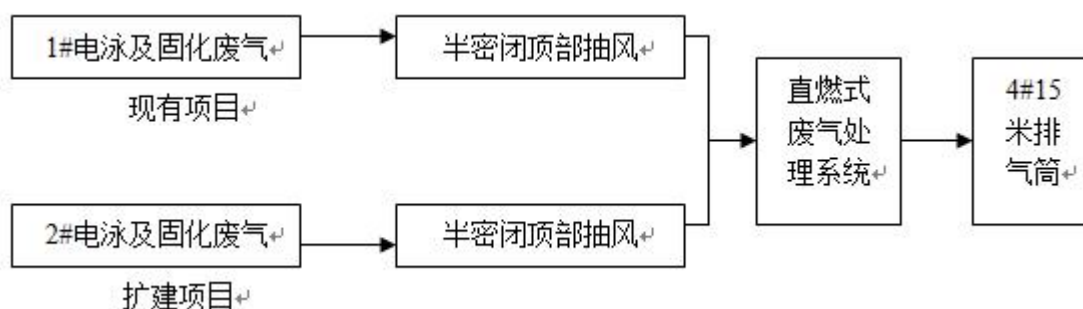 1#电泳及固化废气
半密闭顶部抽风
现有项目
直燃式
废气处
理系统
4#15
米排
气筒
2#电泳及固化废气
半密闭顶部抽风
扩建项目